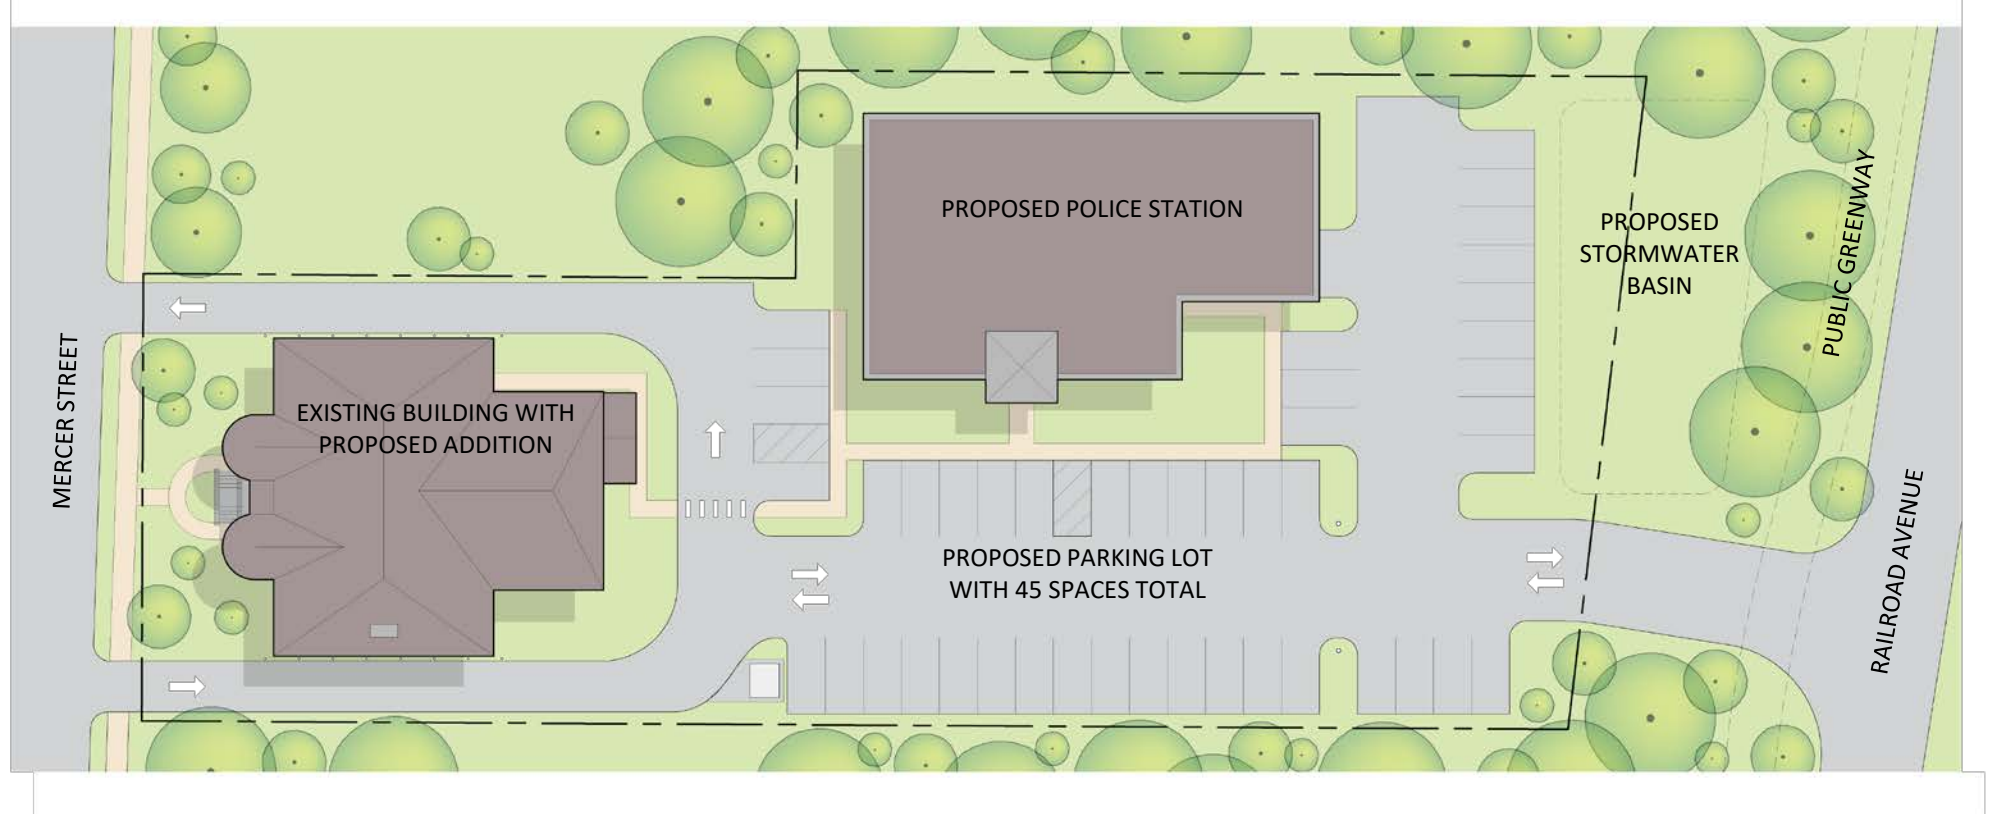 PROPOSED POLICE STATION
PROPOSED
STORMWATER
BASIN
PUBLIC GREENWAY
MERCER STREET
EXISTING BUILDING WITH
PROPOSED ADDITION
PROPOSED PARKING LOT
WITH 45 SPACES TOTAL
RAILROAD AVENUE